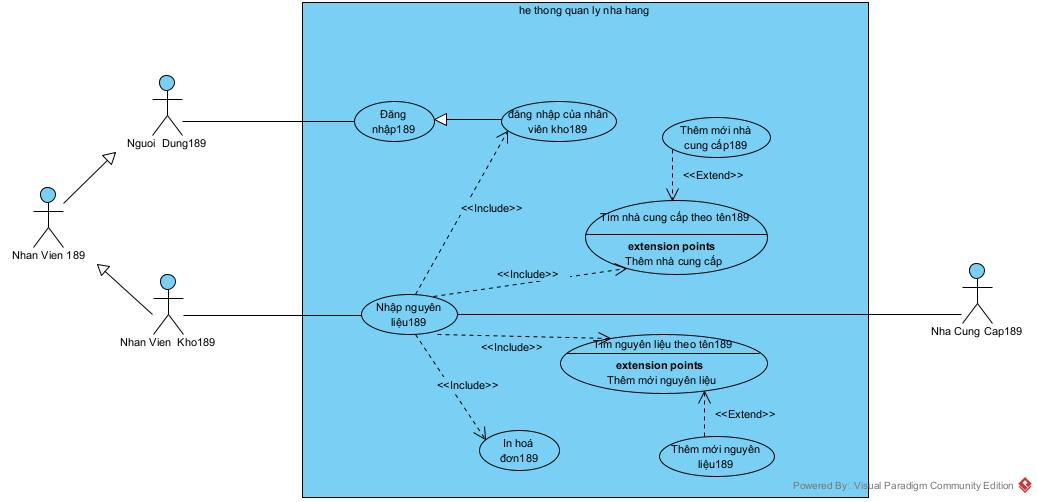 he thong quan ly nha hang
Nguoi Dung189
Đăng
nhập189
đăng nhập của nhân
viên kho189
Thêm mới nhà
cung cấp189
<<Extend>>
<<Include>>
Tìm nhà cung cấp theo tên189
extension points
Thêm nhà cung cấp
Nhan Vien 189
<<Include>>
Nhập nguyên
liệu189
Nhan Vien Kho189
Nha Cung Cap189
<<Include>>
Tìm nguyên liệu theo tên189
extension points
Thêm mới nguyên liệu
<<Include>>
<<Extend>>
In hoá
đơn189
Thêm mới nguyên
liệu189
Powered By: Visual Paradigm Community Edition